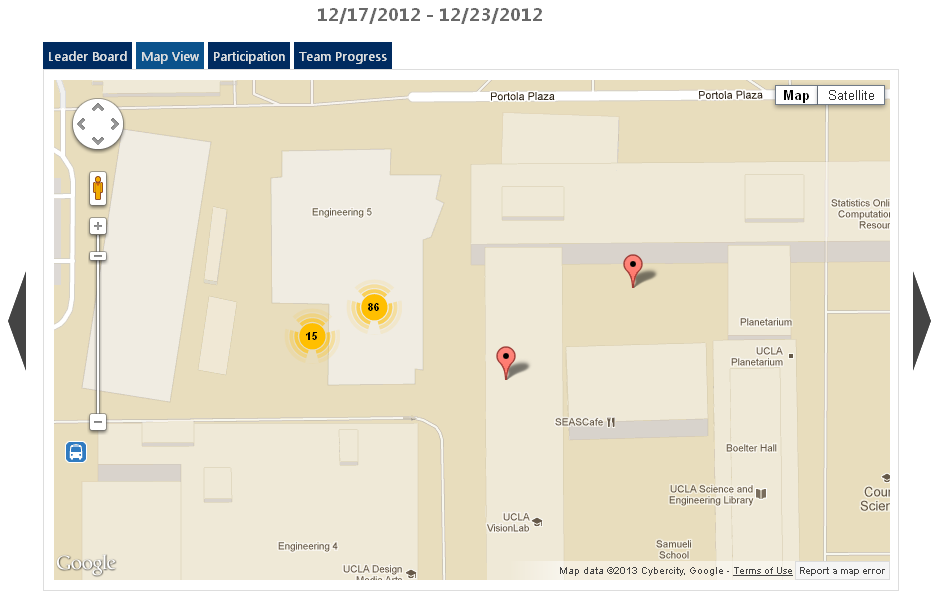 12/17/2012 - 12/23/2012
Leader Board
Map View
Participation
Team Progress
Portola Plaza
Portola Plaza
Map
Satellite
Statistics Onli
Computation
Resour
Engineering 5
86
15
Planetarium
UCLA
Planetarium
SEASCafe
Boelter Hall
UCLA Science and
Engineering Library
Cour
Scien
UCLA
VisionLab
Samueli
School
Engineering 4
UCLA Design
Media Arts
Google
Map data ©2013 Cybercity, Google - Terms of Use
Report a map error